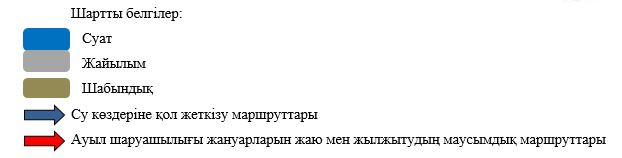 Шартты белгілер:
Суат
Жайылым
Шабындық
Су көздеріне қол жеткізу маршруттары
Ауыл шаруашылығы жануарларын жаю мен жылжытудың маусымдық маршруттары